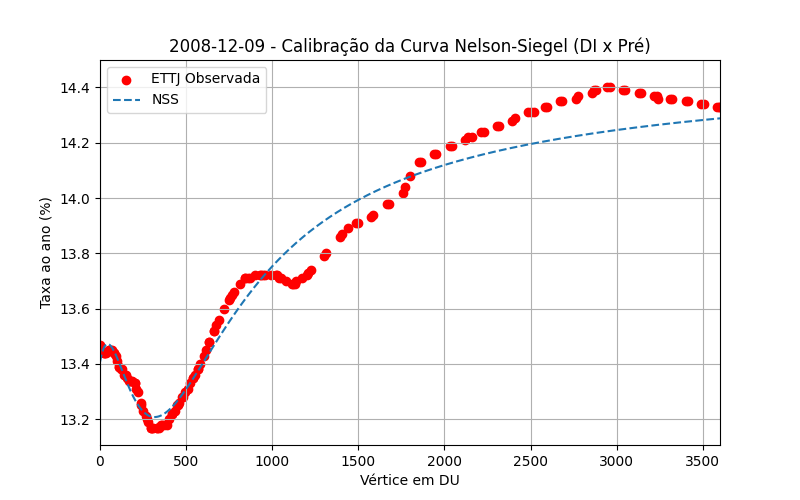 2008-12-09 - Calibração da Curva Nelson-Siegel (DI x Pré)
ETTJ Observada
NSS
Taxa ao ano (%)
14.4
14.2
14.0
13.8
13.6
13.4
13.2
0 500 1000 1500 2000 2500 3000 3500
Vértice em DU